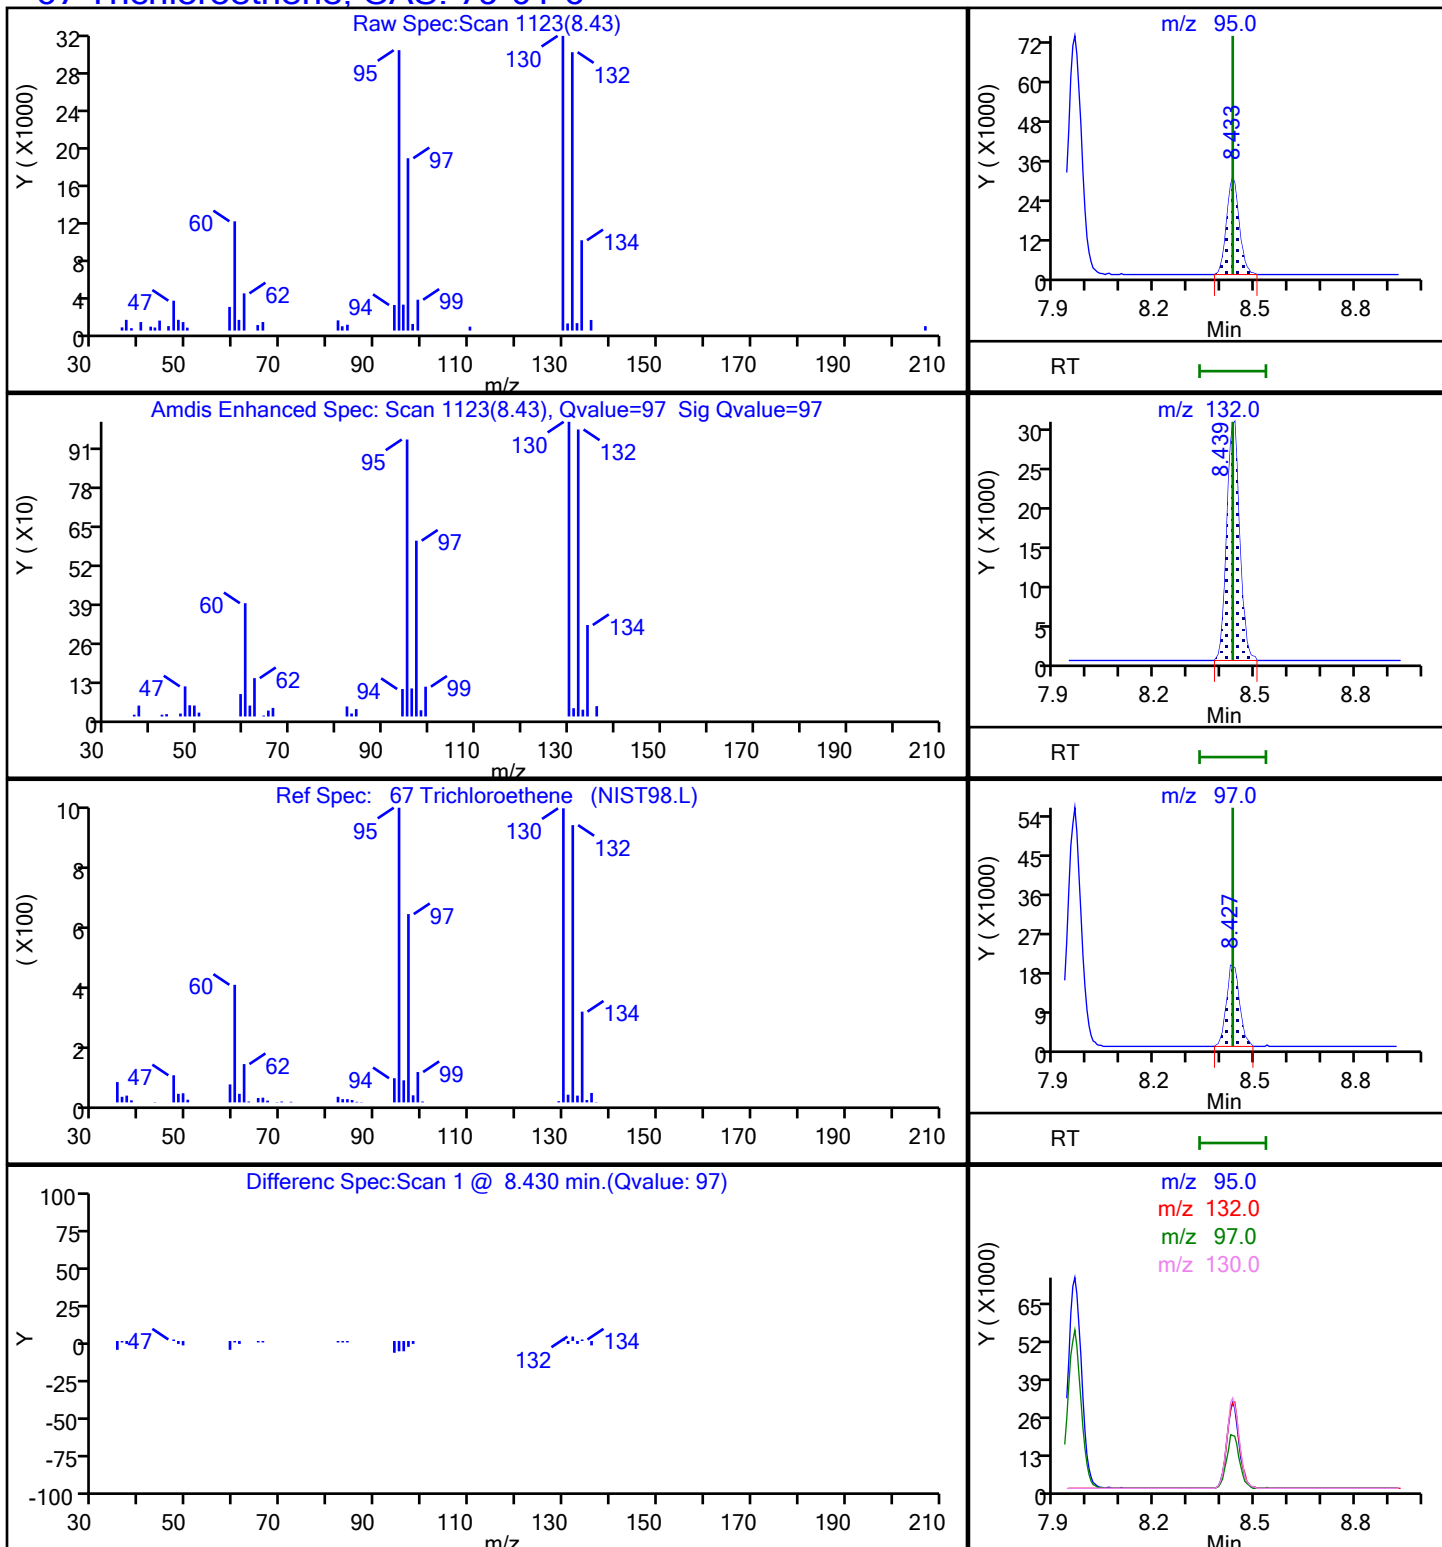 67 Trichloroethene, CAS: 79-01-6
Raw Spec:Scan 1123(8.43)
Y ( X1000)
32
28
24
20
16
12
8
4
0
95
130
132
97
60
134
47
62
94
99
30 50 70 90 110 130 150 170 190 210
m/z
m/z 95.0
Y ( X1000)
72
60
48
36
24
12
0
8.433
7.9 8.2 8.5 8.8
Min
RT
Amdis Enhanced Spec: Scan 1123(8.43), Qvalue=97 Sig Qvalue=97
Y ( X10)
91
78
65
52
39
26
13
0
95
130
132
97
60
134
47
62
94
99
30 50 70 90 110 130 150 170 190 210
m/z
m/z 132.0
Y ( X1000)
30
25
20
15
10
5
0
8.439
7.9 8.2 8.5 8.8
Min
RT
Ref Spec: 67 Trichloroethene (NIST98.L)
( X100)
10
8
6
4
2
0
95
130
132
97
60
134
47
62
94
99
30 50 70 90 110 130 150 170 190 210
m/z
m/z 97.0
Y ( X1000)
54
45
36
27
18
9
0
8.427
7.9 8.2 8.5 8.8
Min
RT
Differenc Spec:Scan 1 @ 8.430 min.(Qvalue: 97)
Y
100
75
50
25
0
-25
-50
-75
-100
47
132
134
30 50 70 90 110 130 150 170 190 210
m/z
m/z 95.0
m/z 132.0
m/z 97.0
m/z 130.0
Y ( X1000)
65
52
39
26
13
0
7.9 8.2 8.5 8.8
Min